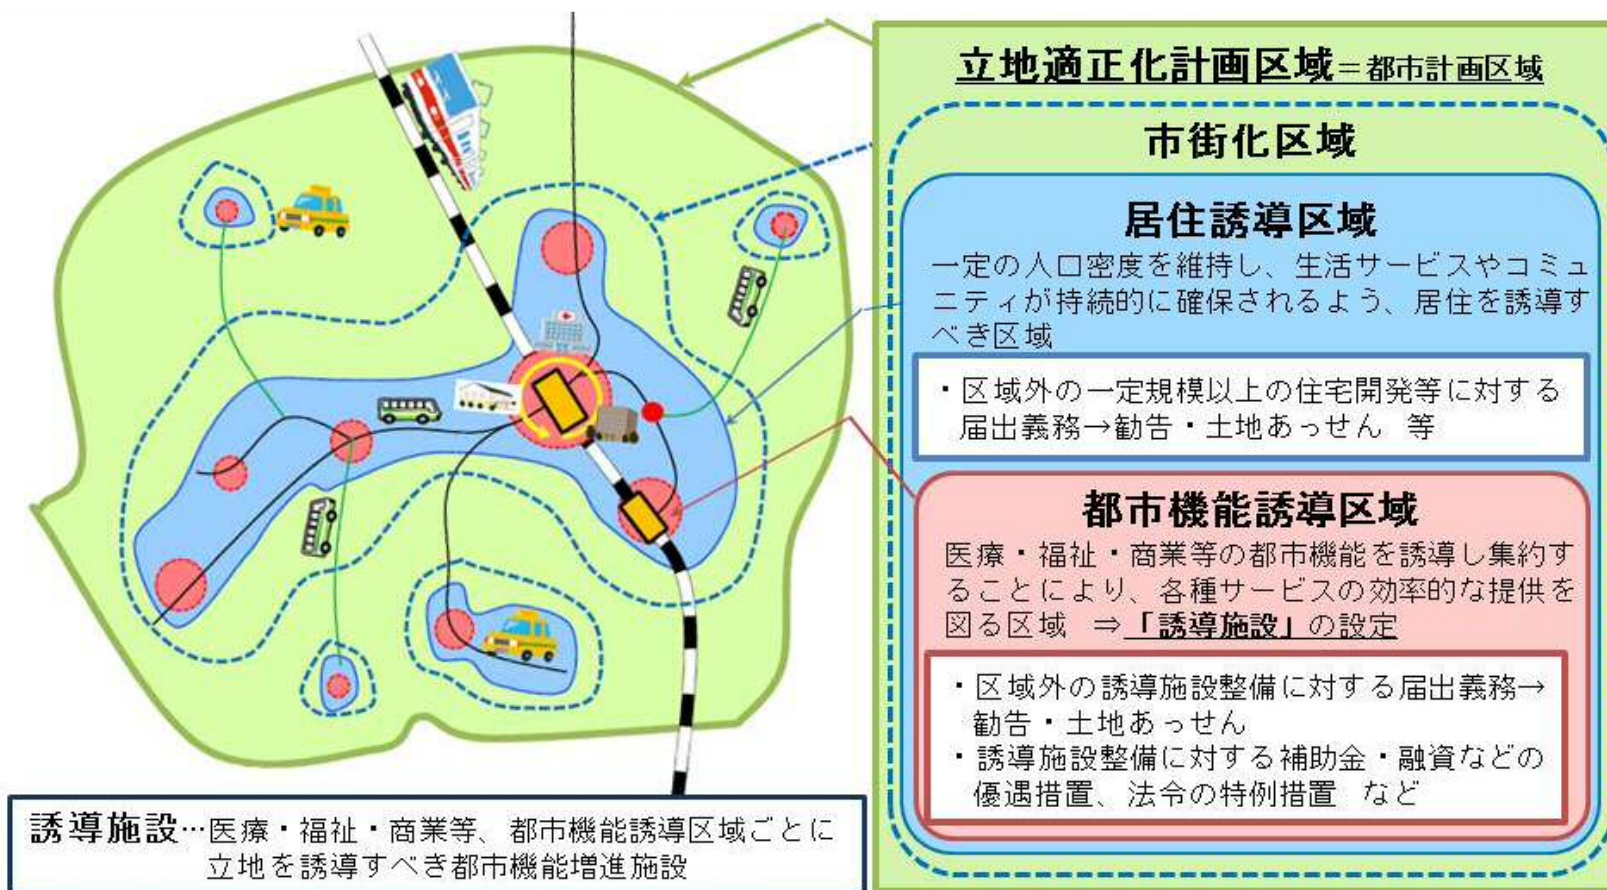 立地適正化計画区域＝都市計画区域
市街化区域
居住誘導区域
一定の人口密度を維持し、生活サービスやコミュ
ニティが持続的に確保されるよう、居住を誘導す
べき区域
・区域外の一定規模以上の住宅開発等に対する
届出義務→勧告・土地あっせん 等
都市機能誘導区域
医療・福祉・商業等の都市機能を誘導し集約す
ることにより、各種サービスの効率的な提供を
図る区域 ⇒「誘導施設」の設定
・区域外の誘導施設整備に対する届出義務→
勧告・土地あっせん
・誘導施設整備に対する補助金・融資などの
優遇措置、法令の特例措置 など
誘導施設…医療・福祉・商業等、都市機能誘導区域ごとに
立地を誘導すべき都市機能増進施設